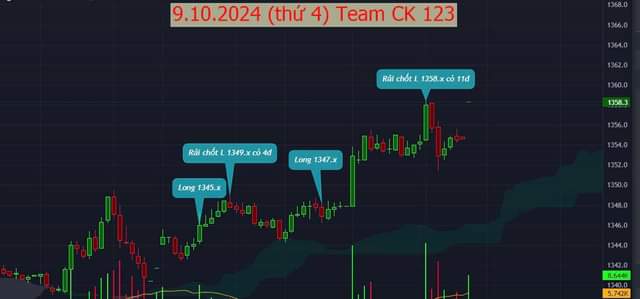 9.10.2024 (thứ 4) Team CK 123
1368.0
1366.0
1364.0
1362.0
Rãi chốt L 1358.x có 11đ
1360.0
1358.3
1356.0
Rãi chốt L 1349.x có 4đ
Long 1347.x
1354.0
1352.0
Long 1345.x
1350.0
1348.0
1346.0
1344.0
1342.0
8.644K
1340.0
5.742K